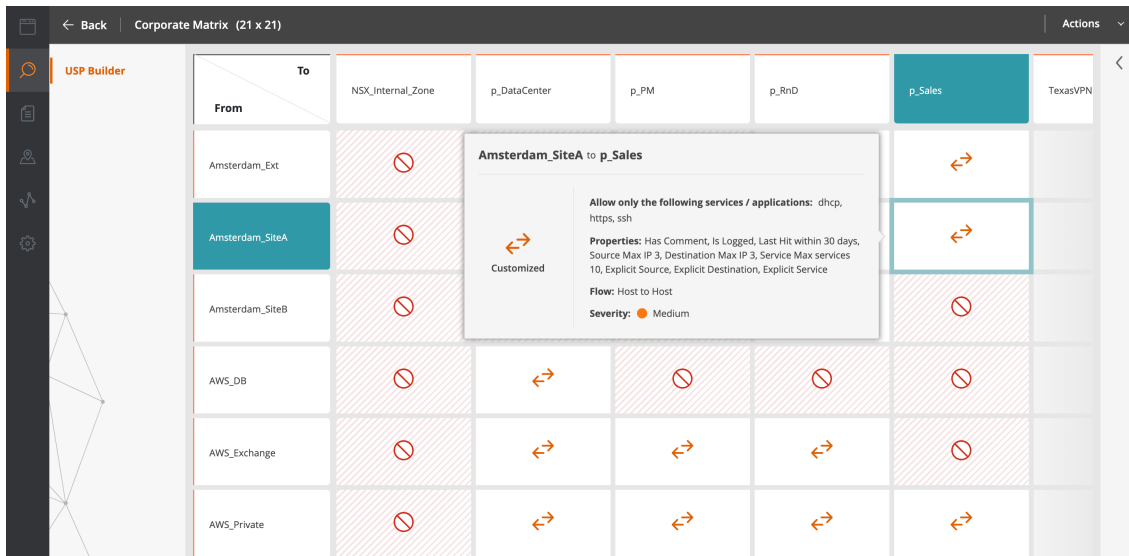 Back
Corporate Matrix (21 x 21)
Actions
USP Builder
To
From
NSX_Internal_Zone
p_DataCenter
p_PM
p_RnD
p_Sales
TexasVPN
Amsterdam_Ext
Amsterdam_SiteA
Amsterdam_SiteB
AWS_DB
AWS_Exchange
AWS_Private
Amsterdam_SiteA to p_Sales
Customized
Allow only the following services / applications: dhcp,
https, ssh
Properties: Has Comment, Is Logged, Last Hit within 30 days,
Source Max IP 3, Destination Max IP 3, Service Max services
10, Explicit Source, Explicit Destination, Explicit Service
Flow: Host to Host
Severity: Medium